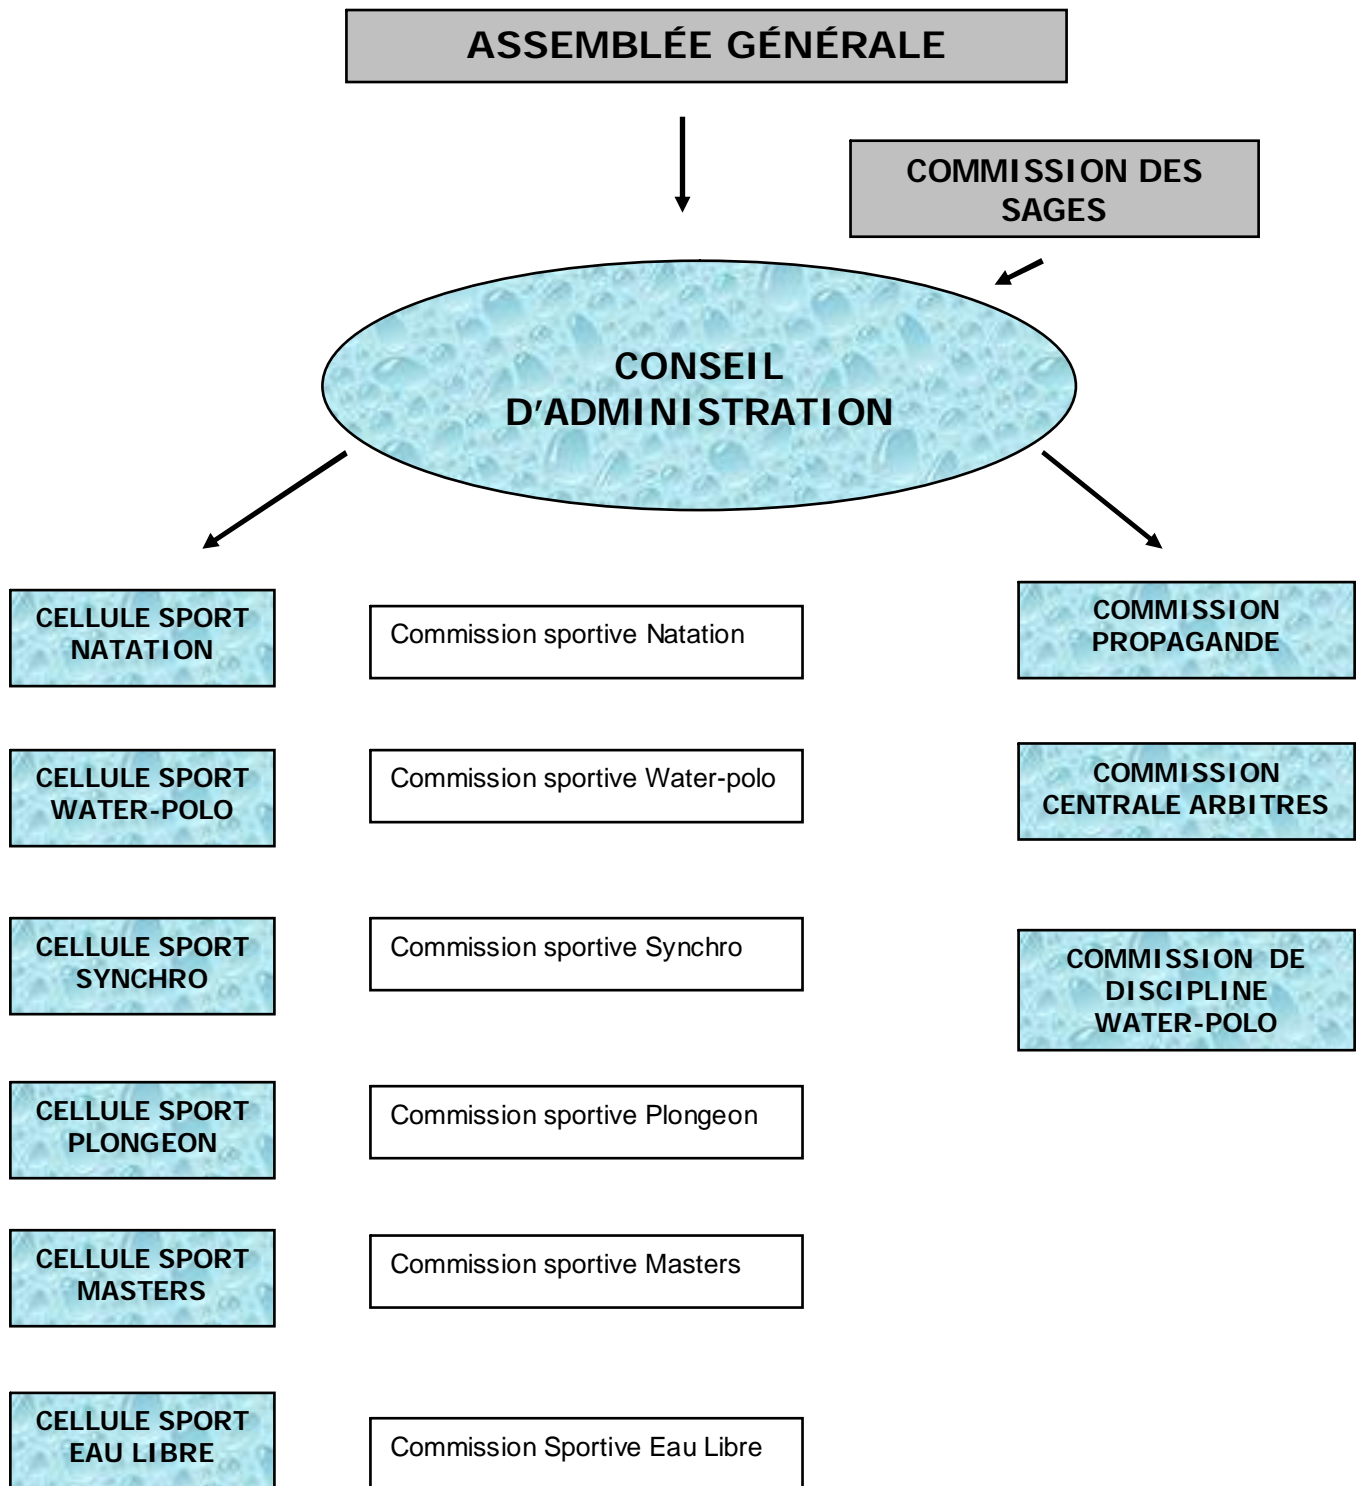 ASSEMBLÉE GÉNÉRALE
COMMISSION DES
SAGES
CONSEIL
D'ADMINISTRATION
CELLULE SPORT
NATATION
Commission sportive Natation
COMMISSION
PROPAGANDE
CELLULE SPORT
WATER-POLO
Commission sportive Water-polo
COMMISSION
CENTRALE ARBITRES
CELLULE SPORT
SYNCHRO
Commission sportive Synchro
COMMISSION DE
DISCIPLINE
WATER-POLO
CELLULE SPORT
PLONGEON
Commission sportive Plongeon
CELLULE SPORT
MASTERS
Commission sportive Masters
CELLULE SPORT
EAU LIBRE
Commission Sportive Eau Libre